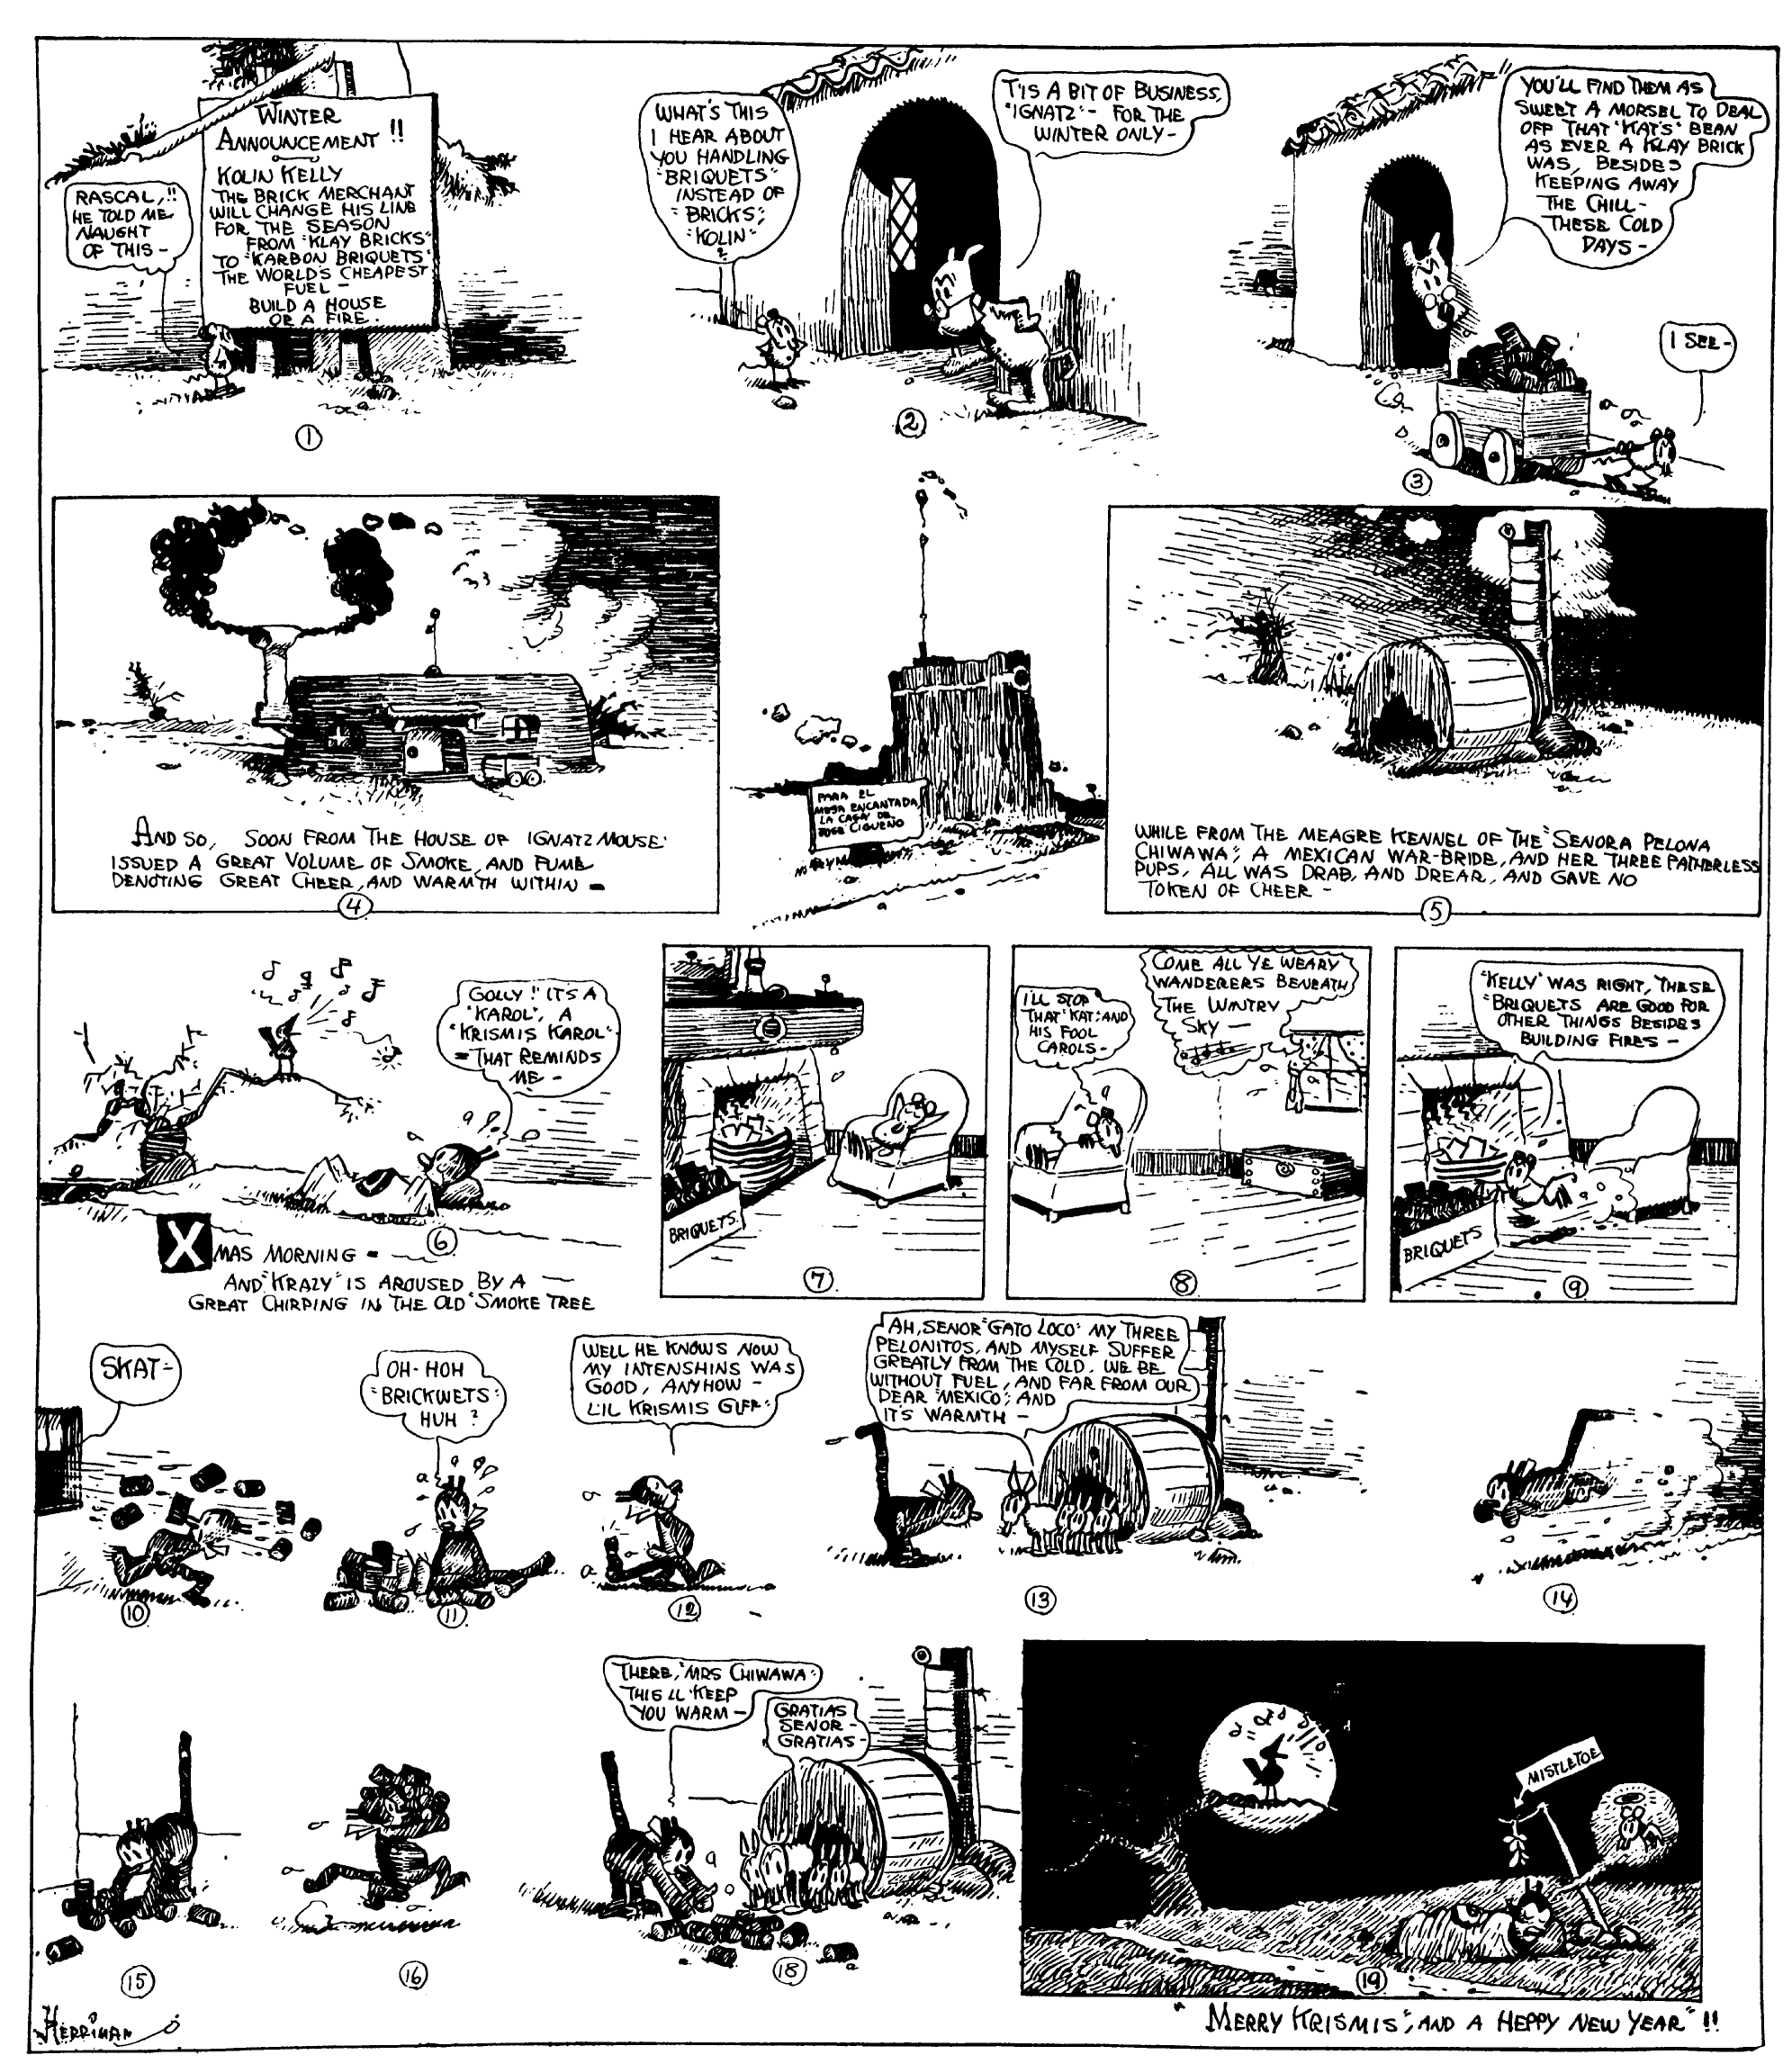 WINTER
ANNOUNCEMENT!!
KOLIN KELLY
THE BRICK MERCHANT
WILL CHANGE HIS LINE
FOR THE SEASON
FROM "KLAY BRICKS"
TO "KARBON BRIQUETS"
THE WORLD'S CHEAPEST
FUEL —
BUILD A HOUSE
OR A FIRE.
RASCAL,!!
HE TOLD ME
NAUGHT
OF THIS —
1
WHAT'S THIS
I HEAR ABOUT
YOU HANDLING
"BRIQUETS"
INSTEAD OF
"BRICKS",
"KOLIN"
?
T'IS A BIT OF BUSINESS,
"IGNATZ" - FOR THE
WINTER ONLY -
2
YOU'LL FIND THEM AS
SWEET A MORSEL TO DEAL
OFF THAT "KAT'S" BEAN
AS EVER A KLAY BRICK
WAS, BESIDES
KEEPING AWAY
THE CHILL -
THESE COLD
DAYS -
I SEE -
3
AND SO, SOON FROM THE HOUSE OF "IGNATZ MOUSE"
ISSUED A GREAT VOLUME OF SMOKE, AND FUME
DENOTING GREAT CHEER, AND WARMTH WITHIN =
4
PARA EL
MESA ENCANTADA,
LA CASA DE
JOSE CIGUENO
WHILE FROM THE MEAGRE KENNEL OF THE "SENORA PELONA
CHIWAWA", A MEXICAN WAR-BRIDE, AND HER THREE FATHERLESS
PUPS, ALL WAS DRAB, AND DREAR, AND GAVE NO
TOKEN OF CHEER -
5
GOLLY!! IT'S A
"KAROL", A
"KRISMIS KAROL"
= THAT REMINDS
ME -
6
XMAS MORNING =
AND "KRAZY" IS AROUSED BY A
GREAT CHIRPING IN THE OLD "SMOKE TREE
BRIQUETS.
7
I'LL STOP
THAT "KAT", AND
HIS FOOL
CAROLS -
COME ALL YE WEARY
WANDERERS BENEATH
THE WINTRY
SKY —
8
"KELLY" WAS RIGHT, THESE
"BRIQUETS ARE GOOD FOR
OTHER THINGS BESIDES
BUILDING FIRES -
BRIQUETS
9
SKAT =
10
OH-HOH
"BRICKWETS"
HUH?
11
WELL HE KNOWS NOW
MY INTENSHINS WAS
GOOD, ANYHOW -
L'IL KRISMIS GIFF"
12
AH, SENOR "GATO LOCO" MY THREE
PELONITOS, AND MYSELF SUFFER
GREATLY FROM THE COLD. WE BE
WITHOUT FUEL, AND FAR FROM OUR
DEAR "MEXICO", AND
IT'S WARMTH -
13
14
15
16
THERE, "MRS CHIWAWA"
THIS LL KEEP
YOU WARM -
GRATIAS
SENOR -
GRATIAS -
18
MISTLETOE
19
"MERRY KRISMIS", AND A HEPPY NEW YEAR"!!
HERRIMAN